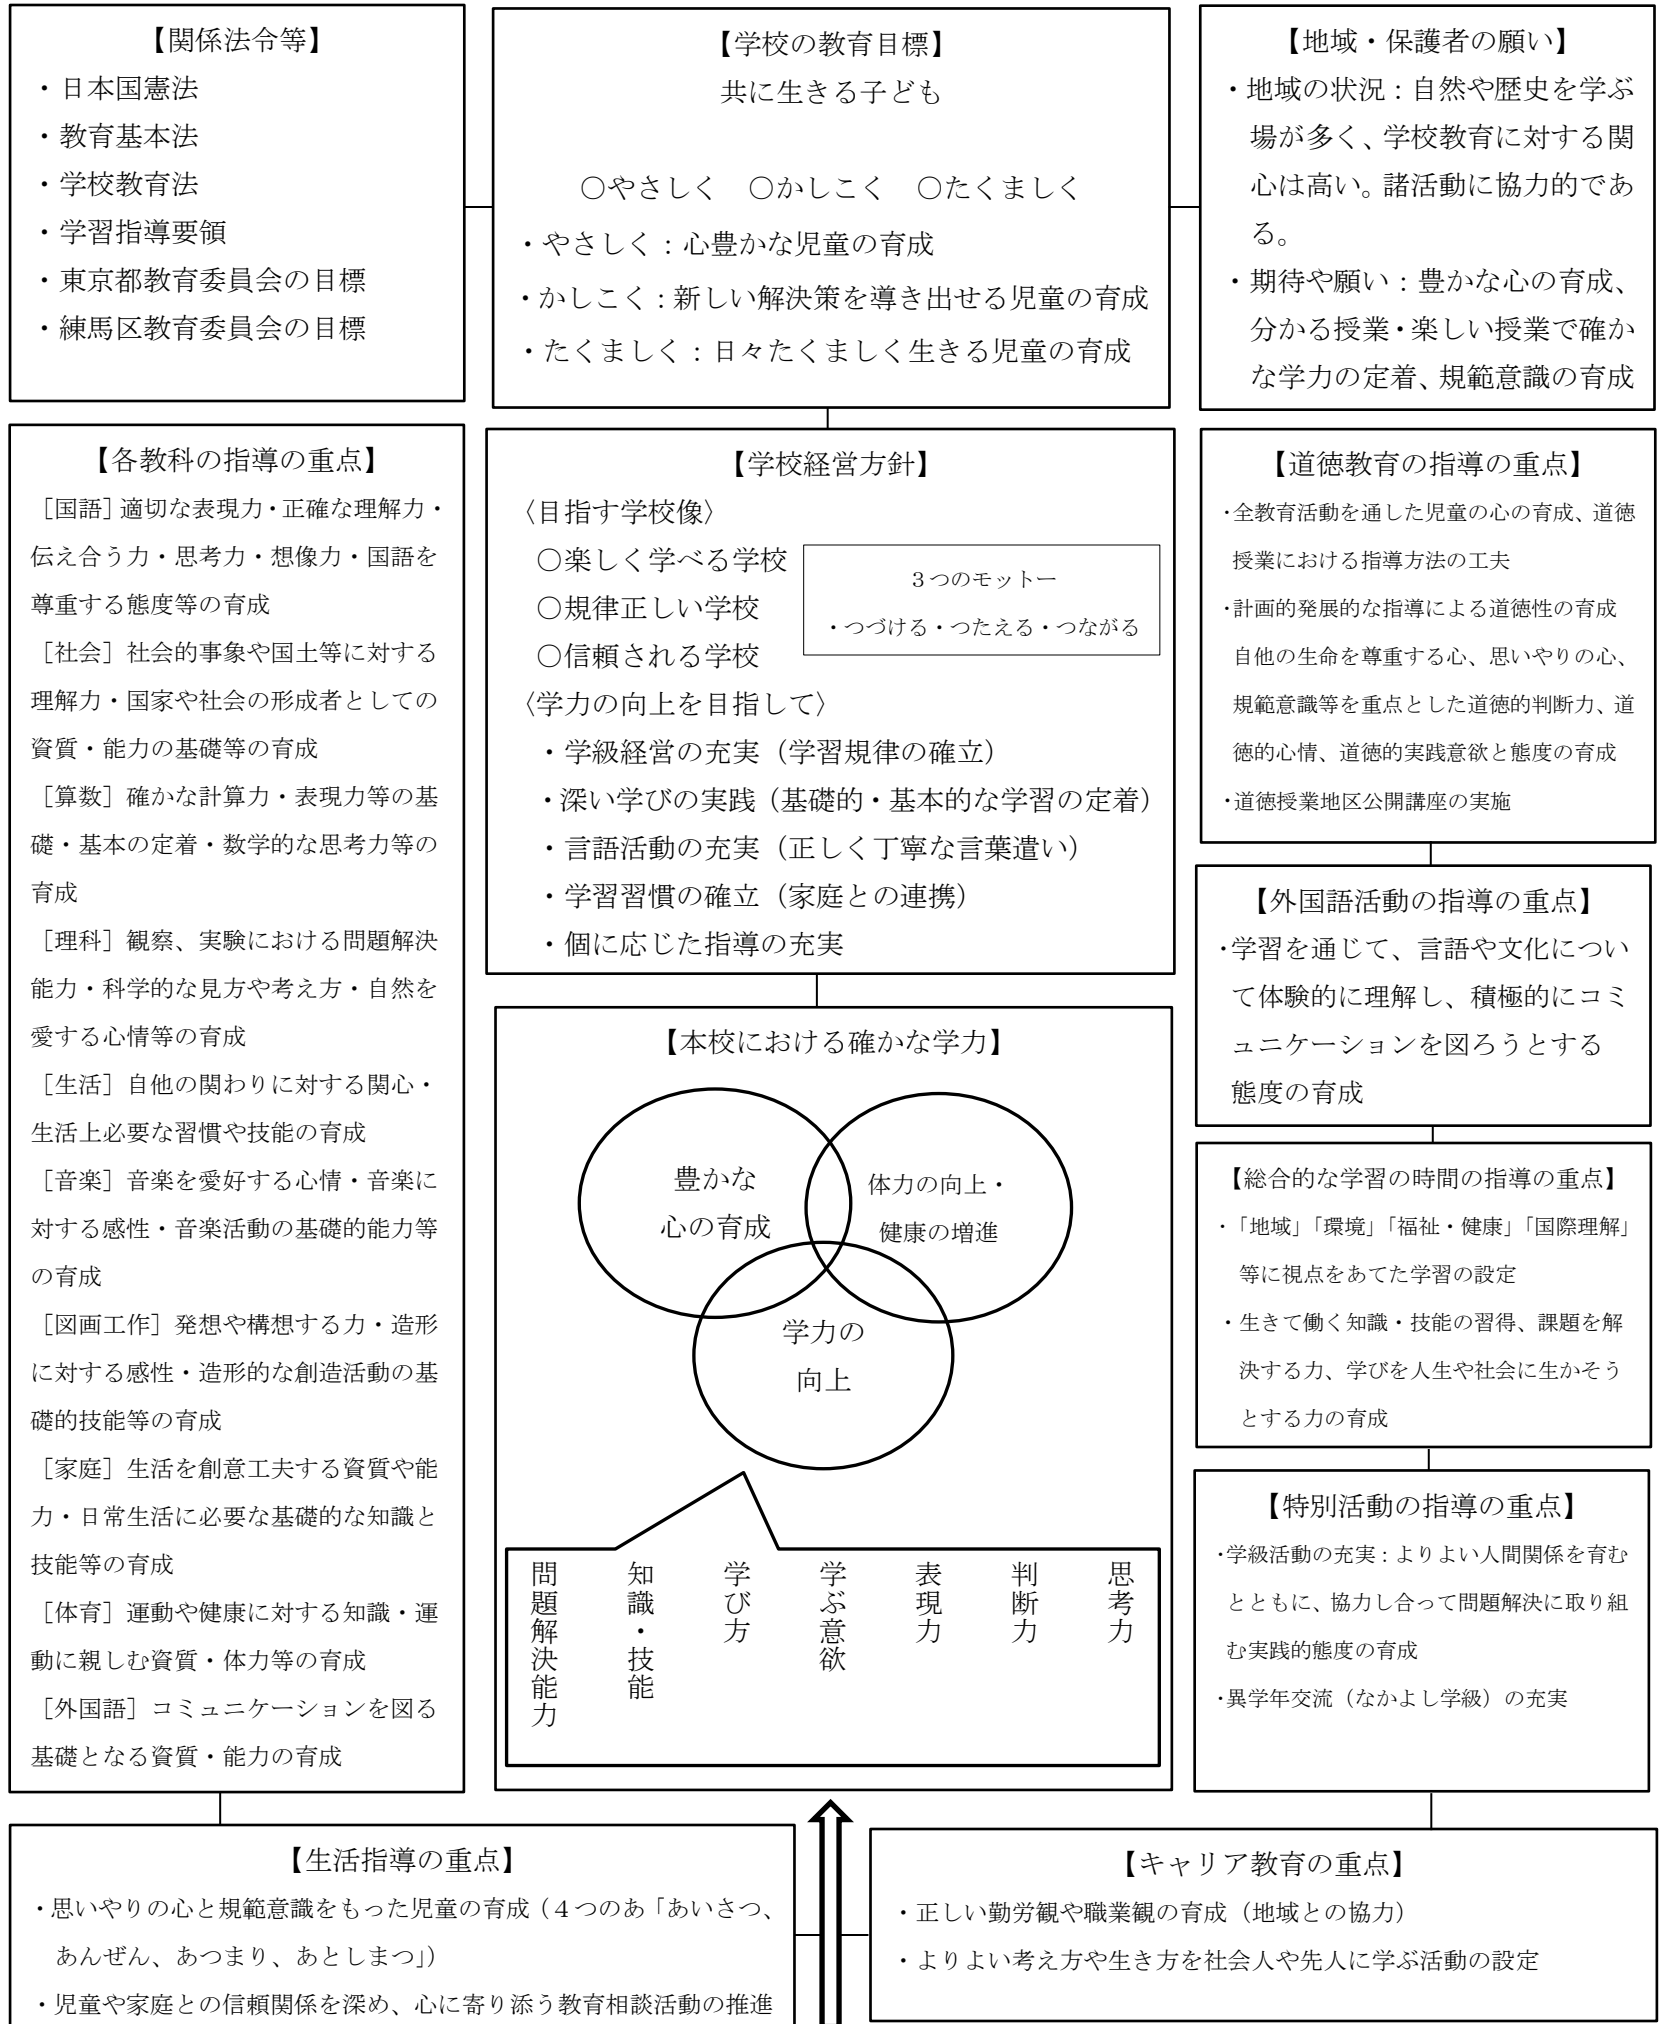 【関係法令等】
・日本国憲法
・教育基本法
・学校教育法
・学習指導要領
・東京都教育委員会の目標
・練馬区教育委員会の目標
【学校の教育目標】
共に生きる子ども
○やさしく　○かしこく　○たくましく
・やさしく：心豊かな児童の育成
・かしこく：新しい解決策を導き出せる児童の育成
・たくましく：日々たくましく生きる児童の育成
【地域・保護者の願い】
・地域の状況：自然や歴史を学ぶ
場が多く、学校教育に対する関
心は高い。諸活動に協力的であ
る。
・期待や願い：豊かな心の育成、
分かる授業・楽しい授業で確か
な学力の定着、規範意識の育成
【各教科の指導の重点】
［国語］適切な表現力・正確な理解力・
伝え合う力・思考力・想像力・国語を
尊重する態度等の育成
［社会］社会的事象や国土等に対する
理解力・国家や社会の形成者としての
資質・能力の基礎等の育成
［算数］確かな計算力・表現力等の基
礎・基本の定着・数学的な思考力等の
育成
［理科］観察、実験における問題解決
能力・科学的な見方や考え方・自然を
愛する心情等の育成
［生活］自他の関わりに対する関心・
生活上必要な習慣や技能の育成
［音楽］音楽を愛好する心情・音楽に
対する感性・音楽活動の基礎的能力等
の育成
［図画工作］発想や構想する力・造形
に対する感性・造形的な創造活動の基
礎的技能等の育成
［家庭］生活を創意工夫する資質や能
力・日常生活に必要な基礎的な知識と
技能等の育成
［体育］運動や健康に対する知識・運
動に親しむ資質・体力等の育成
［外国語］コミュニケーションを図る
基礎となる資質・能力の育成
【学校経営方針】
〈目指す学校像〉
○楽しく学べる学校
○規律正しい学校
○信頼される学校
３つのモットー
・つづける・つたえる・つながる
〈学力の向上を目指して〉
・学級経営の充実（学習規律の確立）
・深い学びの実践（基礎的・基本的な学習の定着）
・言語活動の充実（正しく丁寧な言葉遣い）
・学習習慣の確立（家庭との連携）
・個に応じた指導の充実
【本校における確かな学力】
豊かな
心の育成
体力の向上・
健康の増進
学力の
向上
思考力
判断力
表現力
学ぶ意欲
学び方
知識・技能
問題解決能力
【道徳教育の指導の重点】
・全教育活動を通した児童の心の育成、道徳
授業における指導方法の工夫
・計画的発展的な指導による道徳性の育成
自他の生命を尊重する心、思いやりの心、
規範意識等を重点とした道徳的判断力、道
徳的心情、道徳的実践意欲と態度の育成
・道徳授業地区公開講座の実施
【外国語活動の指導の重点】
・学習を通じて、言語や文化につい
て体験的に理解し、積極的にコミ
ュニケーションを図ろうとする
態度の育成
【総合的な学習の時間の指導の重点】
・「地域」「環境」「福祉・健康」「国際理解」
等に視点をあてた学習の設定
・生きて働く知識・技能の習得、課題を解
決する力、学びを人生や社会に生かそう
とする力の育成
【特別活動の指導の重点】
・学級活動の充実：よりよい人間関係を育む
とともに、協力し合って問題解決に取り組
む実践的態度の育成
・異学年交流（なかよし学級）の充実
【生活指導の重点】
・思いやりの心と規範意識をもった児童の育成（４つのあ「あいさつ、
あんぜん、あつまり、あとしまつ」）
・児童や家庭との信頼関係を深め、心に寄り添う教育相談活動の推進
【キャリア教育の重点】
・正しい勤労観や職業観の育成（地域との協力）
・よりよい考え方や生き方を社会人や先人に学ぶ活動の設定